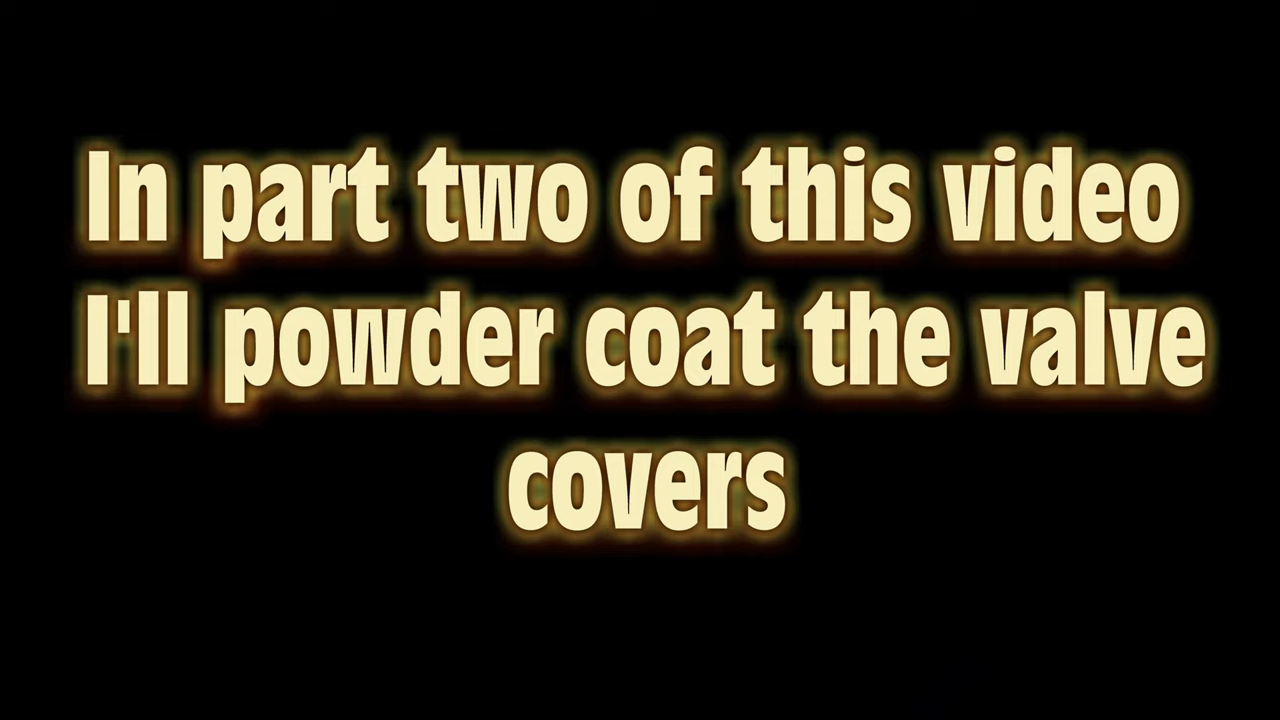 In part two of this video
I'll powder coat the valve
covers